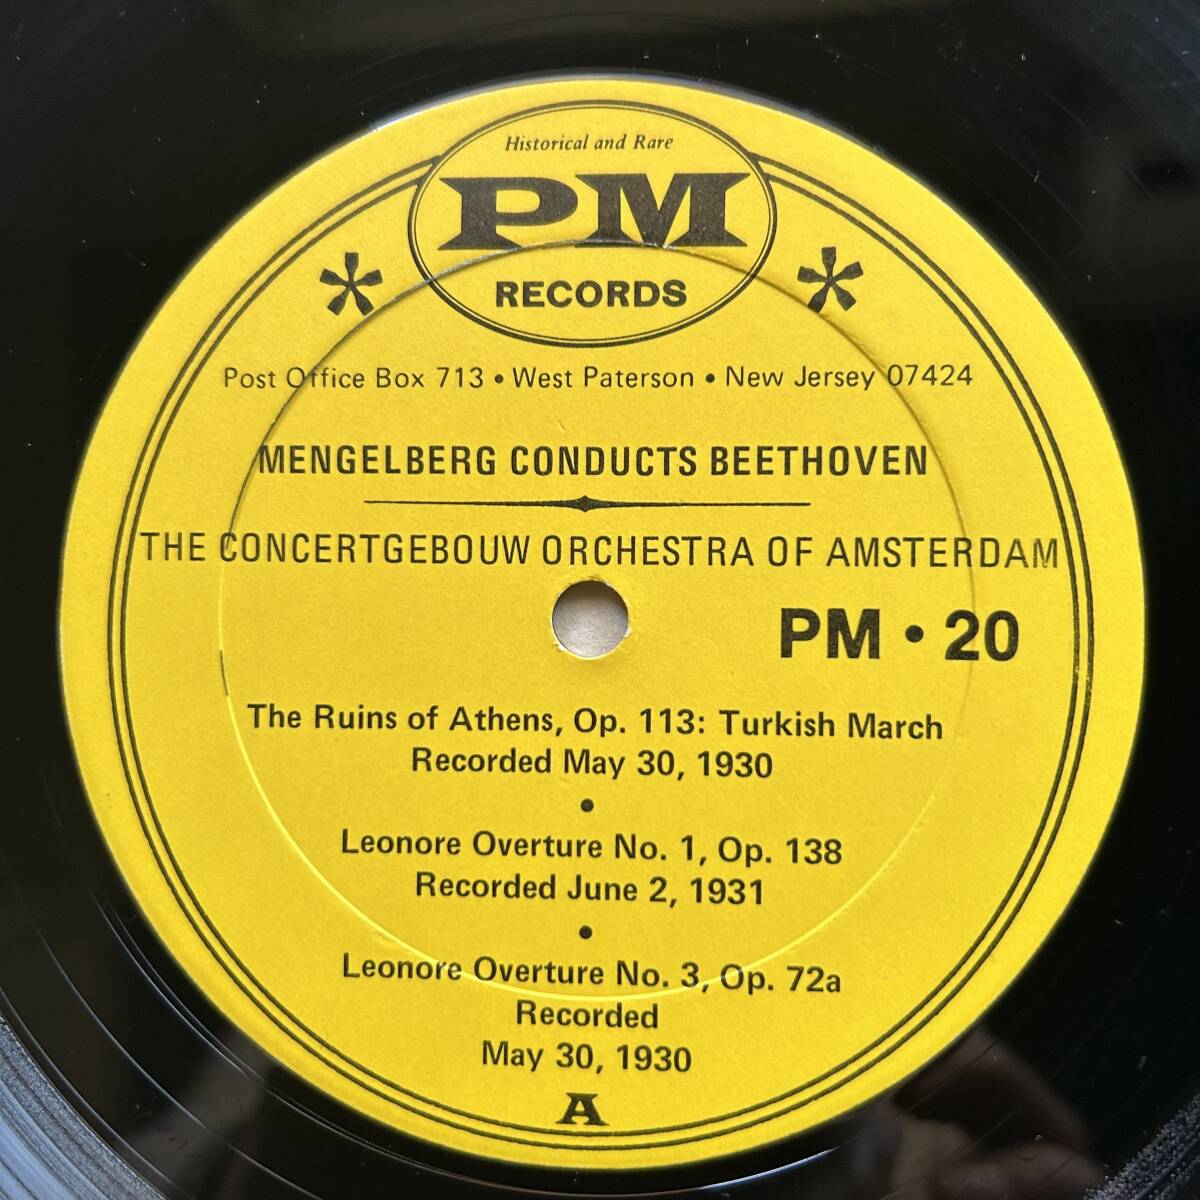 Historical and Rare
PM
RECORDS
Post Office Box 713 • West Paterson • New Jersey 07424
MENGELBERG CONDUCTS BEETHOVEN
THE CONCERTGEBOUW ORCHESTRA OF AMSTERDAM
PM • 20
The Ruins of Athens, Op. 113: Turkish March
Recorded May 30, 1930
•
Leonore Overture No. 1, Op. 138
Recorded June 2, 1931
•
Leonore Overture No. 3, Op. 72a
Recorded
May 30, 1930
A